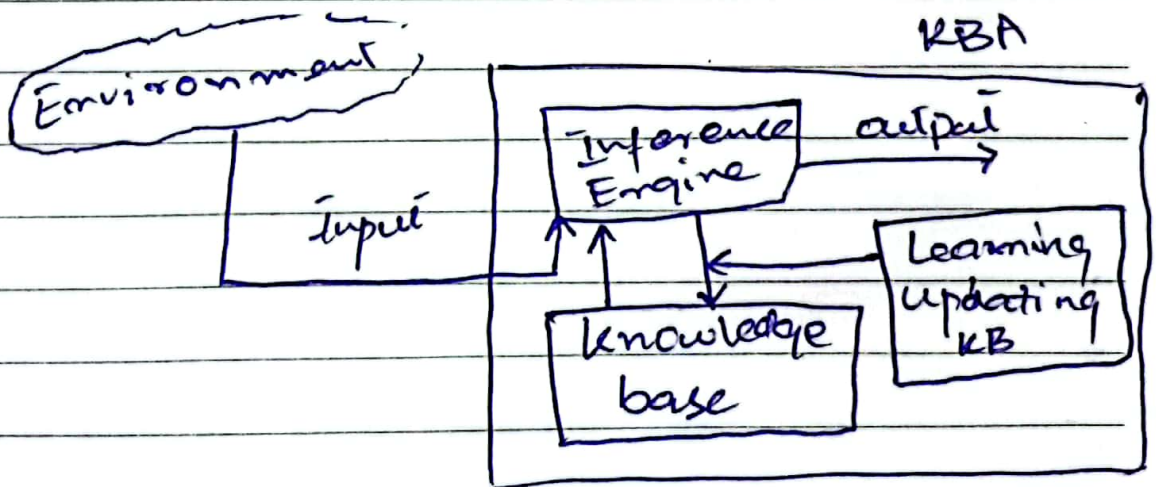 KBA
Environment
Inference
Engine
output
input
Learning
updating
KB
knowledge
base